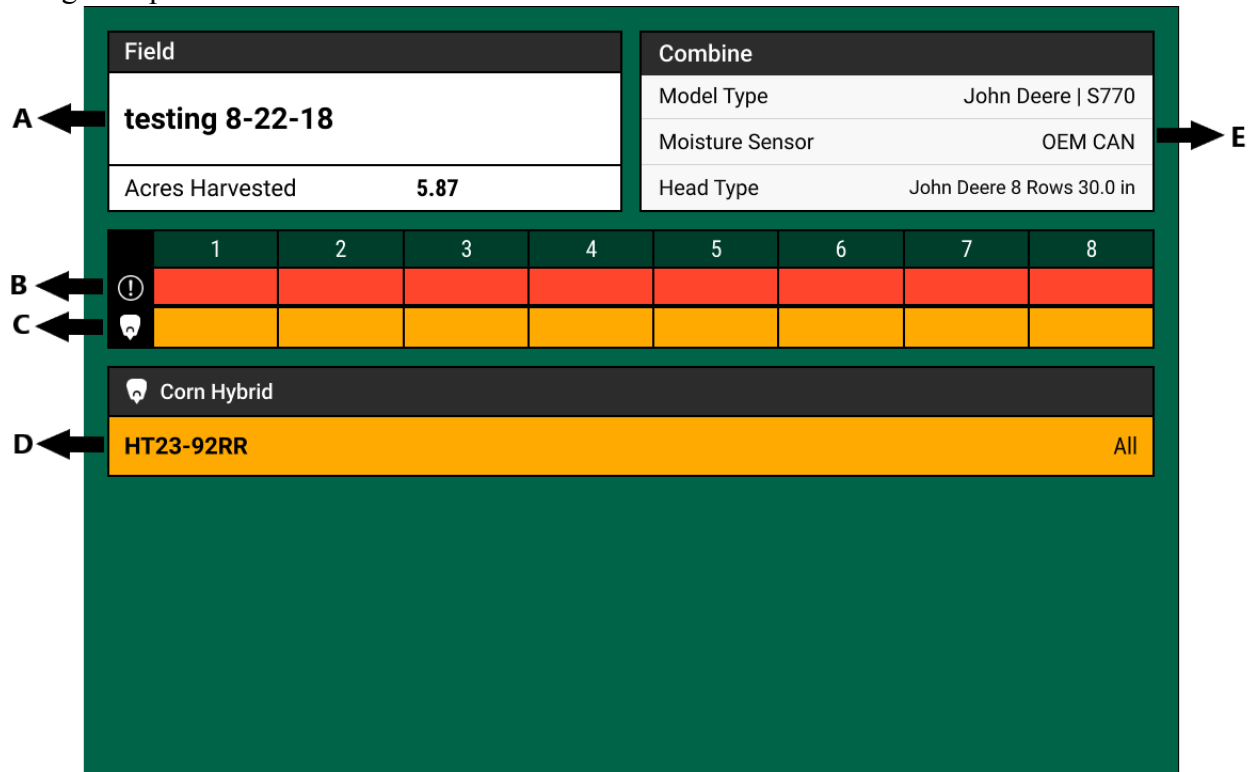 Field
testing 8-22-18
Acres Harvested 5.87
Combine
Model Type John Deere | S770
Moisture Sensor OEM CAN
Head Type John Deere 8 Rows 30.0 in
A
E
1 2 3 4 5 6 7 8
B
C
Corn Hybrid
D
HT23-92RR All